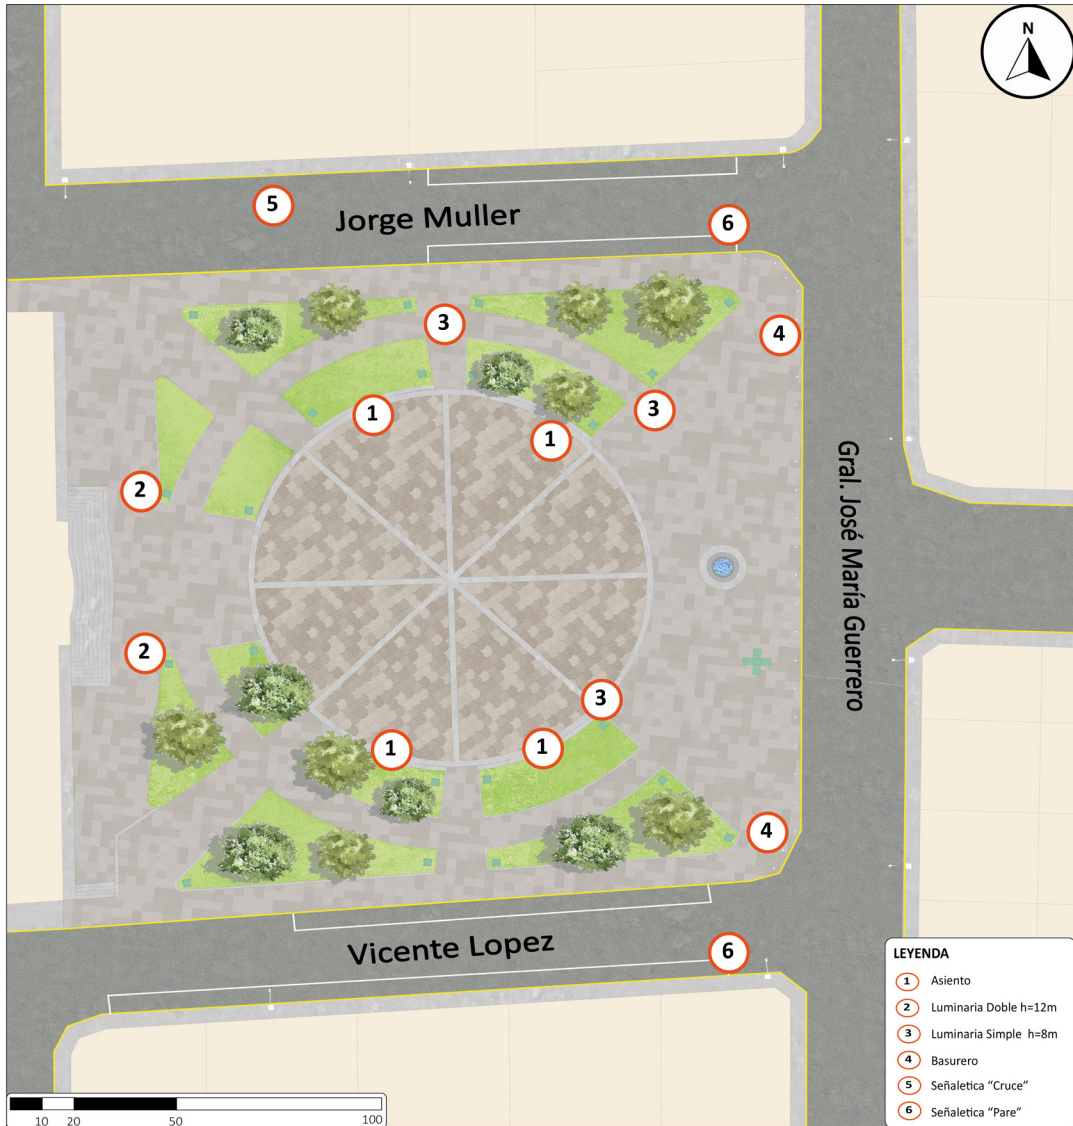 N
5
Jorge Muller
6
3
4
1
1
3
2
Gral. José María Guerrero
2
3
1
1
4
Vicente Lopez
6
LEYENDA
1 Asiento
2 Luminaria Doble h=12m
3 Luminaria Simple h=8m
4 Basurero
5 Señaletica "Cruce"
6 Señaletica "Pare"
10 20 50 100